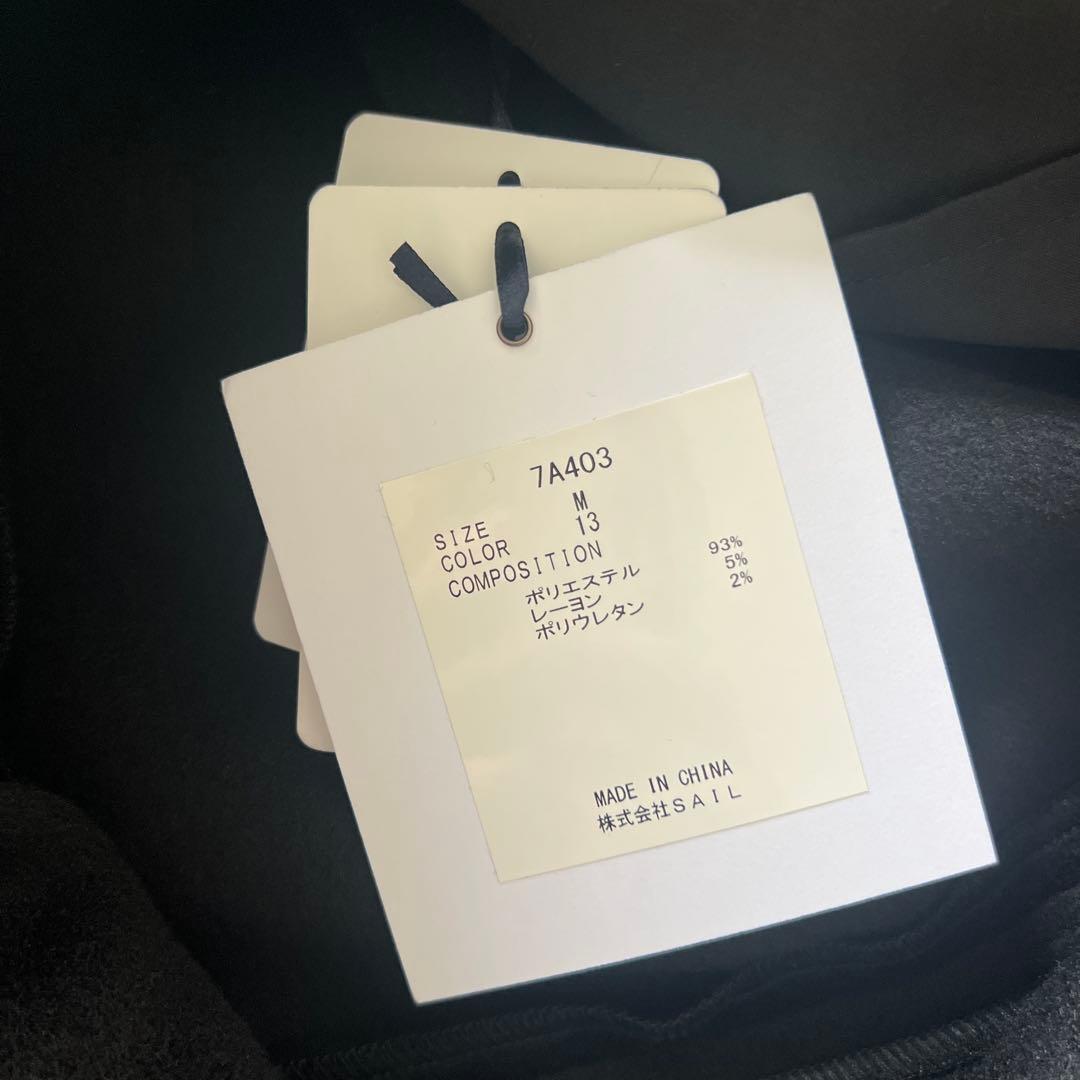 7A403
SIZE M
COLOR 13
COMPOSITION
ポリエステル 93%
レーヨン 5%
ポリウレタン 2%
MADE IN CHINA
株式会社SAIL